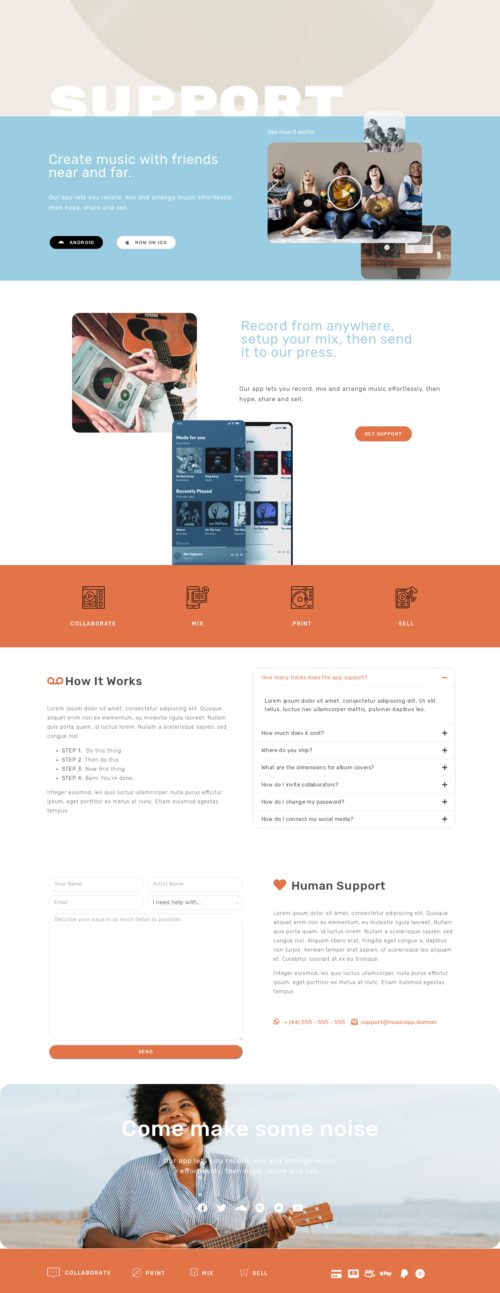 SUPPORT
See how it works:
Create music with friends
near and far.
Our app lets you record, mix and arrange music effortlessly,
then hype, share and sell.
ANDROID
NOW ON IOS
Record from anywhere,
setup your mix, then send
it to our press.
Our app lets you record, mix and arrange music effortlessly, then
hype, share and sell.
GET SUPPORT
Made for you
Recently Played
COLLABORATE
MIX
PRINT
SELL
How It Works
Lorem ipsum dolor sit amet, consectetur adipiscing elit. Etiam
aliquet enim non ex elementum, eu molestie ligula laoreet. Nullam
quis porta quam, id luctus nisl. Nullam a scelerisque sapien, sed
congue nisl.
STEP 1: Do this thing.
STEP 2: Then do this.
STEP 3: Now this thing.
STEP 4: Bam! You're done.
Integer euismod, leo quis luctus ullamcorper, nulla purus efficitur
ipsum, eget porttitor ex metus at nunc. Etiam euismod egestas
tempus.
How many tracks does the app support?
Lorem ipsum dolor sit amet, consectetur adipiscing elit. Ut elit
tellus, luctus nec ullamcorper mattis, pulvinar dapibus leo.
How much does it cost?
Where do you ship?
What are the dimensions for album covers?
How do I invite collaborators?
How do I change my password?
How do I connect my social media?
Your Name
Artist Name
Email
I need help with...
Describe your issue in as much detail as possible...
SEND
Human Support
Lorem ipsum dolor sit amet, consectetur adipiscing elit. Etiam
aliquet enim non ex elementum, eu molestie ligula laoreet. Nullam
quis porta quam, id luctus nisl. Nullam a scelerisque sapien, sed
congue nisl. Aliquam libero erat, fringilla eget congue a, dapibus
non turpis. Aenean tempor erat sapien, ut egestas diam aliquam
et. Curabitur suscipit at ex eu tristique.
Integer euismod, leo quis luctus ullamcorper, nulla purus efficitur
ipsum, eget porttitor ex metus at nunc. Etiam euismod egestas
tempus.
+ (44) 555 - 555 - 555
support@musicapp.domain
Come make some noise
Our app lets you record, mix and arrange music
effortlessly, then hype, share and sell.
COLLABORATE
PRINT
MIX
SELL